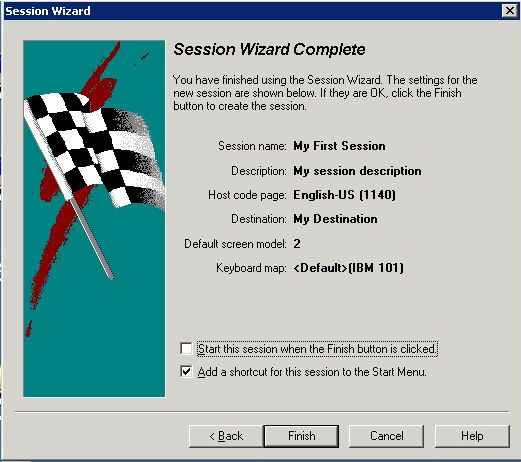 Session Wizard
Session Wizard Complete
You have finished using the Session Wizard. The settings for the
new session are shown below. If they are OK, click the Finish
button to create the session.
Session name: My First Session
Description: My session description
Host code page: English-US (1140)
Destination: My Destination
Default screen model: 2
Keyboard map: <Default>(IBM 101)
Start this session when the Finish button is clicked.
Add a shortcut for this session to the Start Menu.
< Back Finish Cancel Help